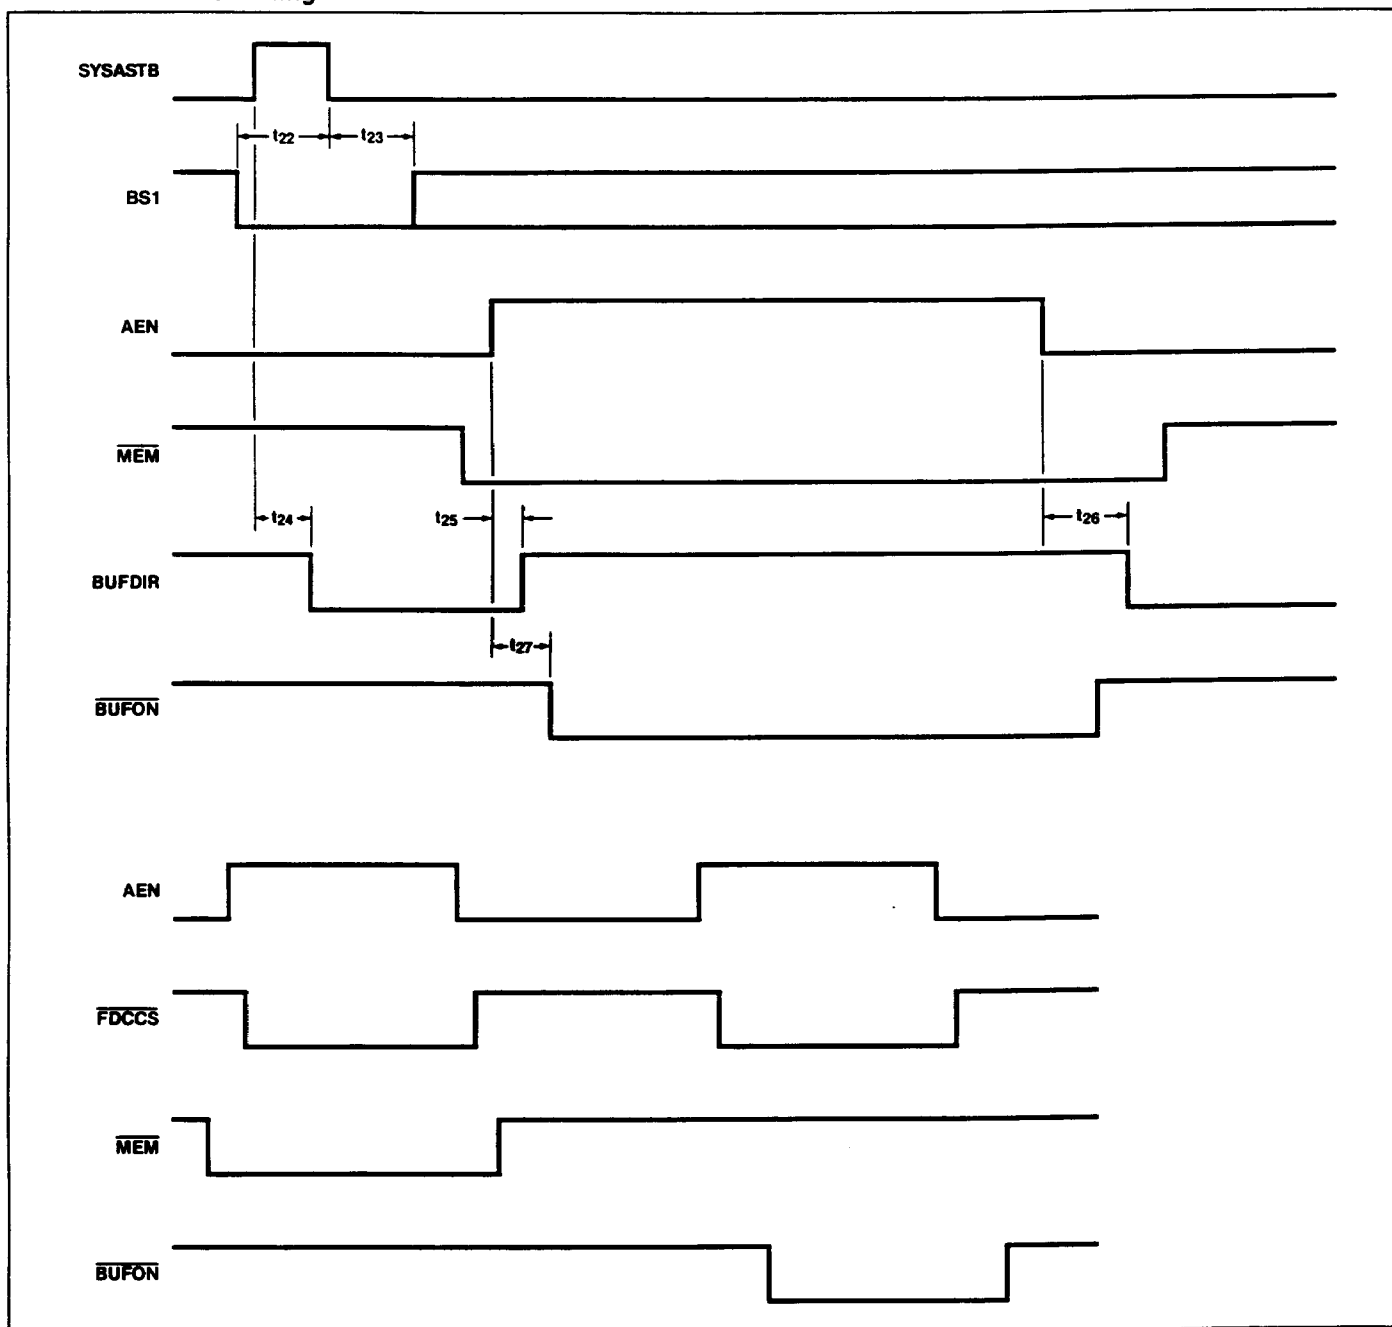 SYSASTB
t22 t23
BS1
AEN
MEM
t24 t25 t26
BUFDIR
t27
BUFON
AEN
FDCCS
MEM
BUFON